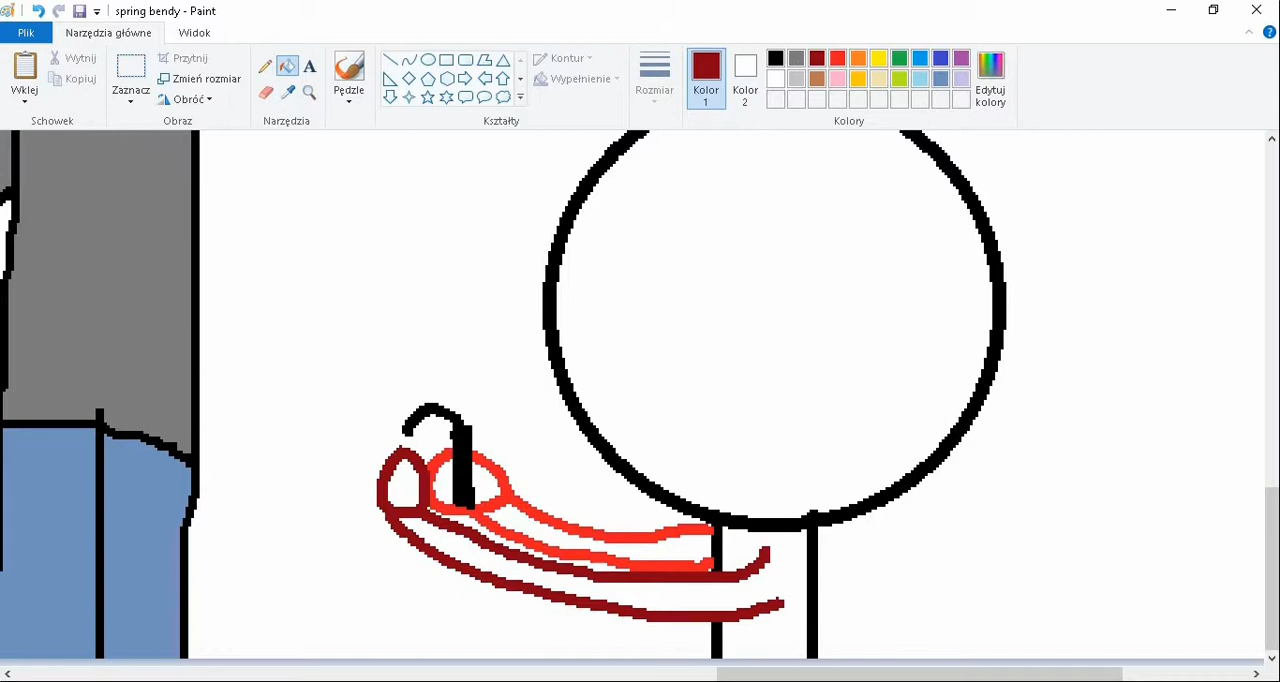 spring bendy - Paint
Plik Narzędzia główne Widok
Wytnij
Kopiuj
Wklej
Schowek
Przytnij
Zmień rozmiar
Obróć
Zaznacz
Obraz
A
Narzędzia
Pędzle
Kontur
Wypełnienie
Kształty
Rozmiar
Kolor 1
Kolor 2
Edytuj kolory
Kolory